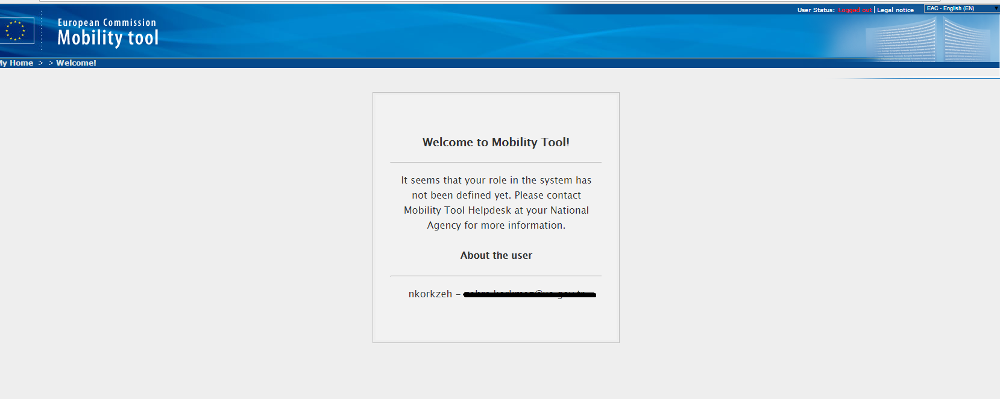 User Status: Logged out | Legal notice EAC - English (EN)
European Commission
Mobility tool
My Home > > Welcome!
Welcome to Mobility Tool!
It seems that your role in the system has
not been defined yet. Please contact
Mobility Tool Helpdesk at your National
Agency for more information.
About the user
nkorkzeh –